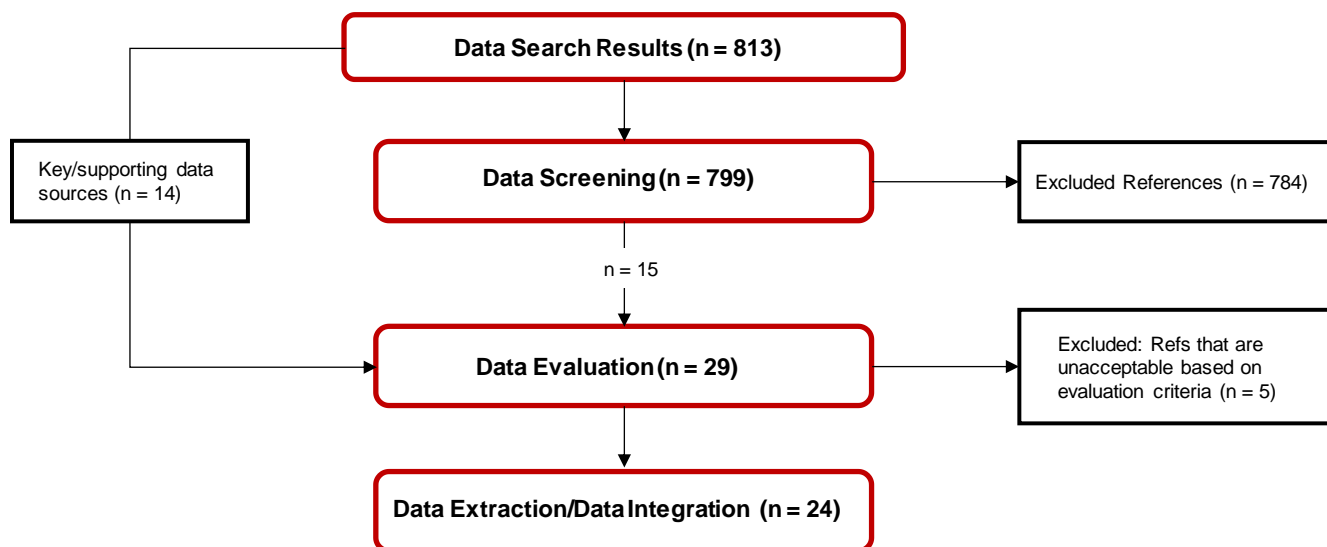 Data Search Results (n = 813)
Key/supporting data
sources (n = 14)
Data Screening (n = 799)
Excluded References (n = 784)
n = 15
Data Evaluation (n = 29)
Excluded: Refs that are
unacceptable based on
evaluation criteria (n = 5)
Data Extraction/Data Integration (n = 24)